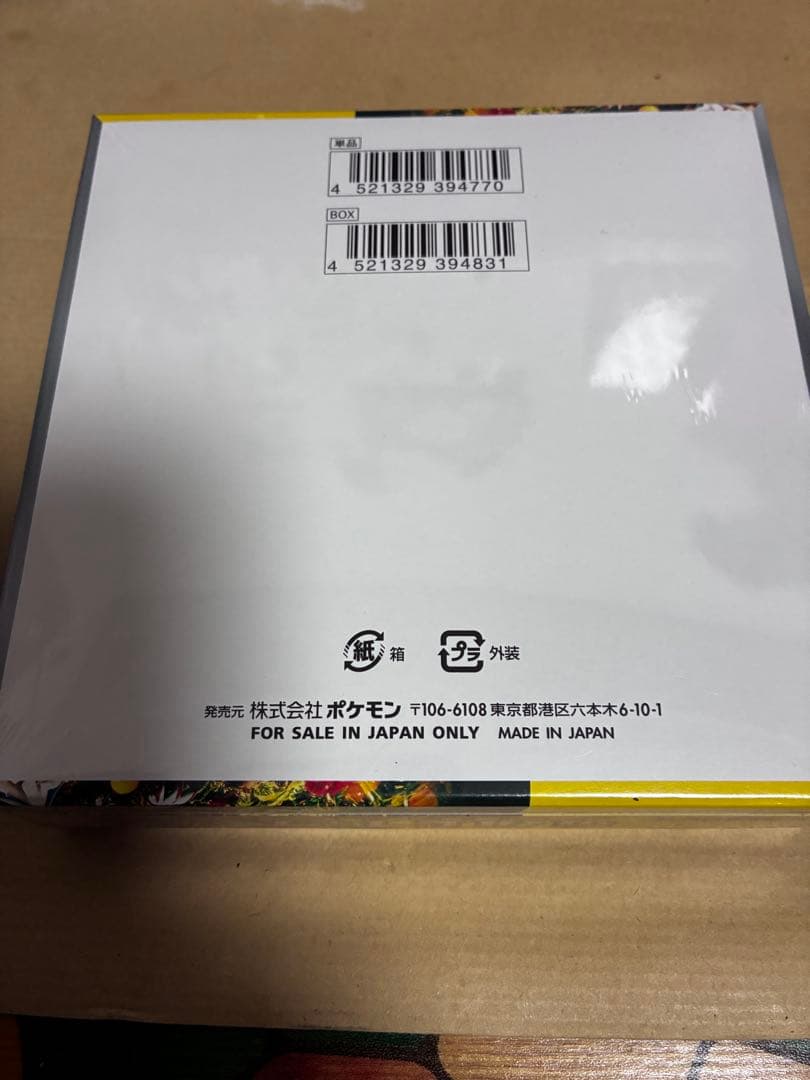 単品
4 521329 394770
BOX
4 521329 394831
紙 箱 プラ 外装
発売元 株式会社 ポケモン 〒106-6108 東京都港区六本木6-10-1
FOR SALE IN JAPAN ONLY MADE IN JAPAN